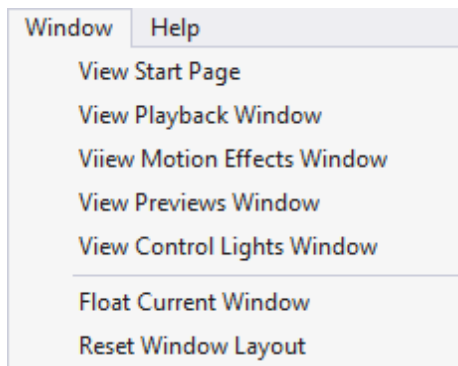 Window Help
View Start Page
View Playback Window
Viiew Motion Effects Window
View Previews Window
View Control Lights Window
Float Current Window
Reset Window Layout